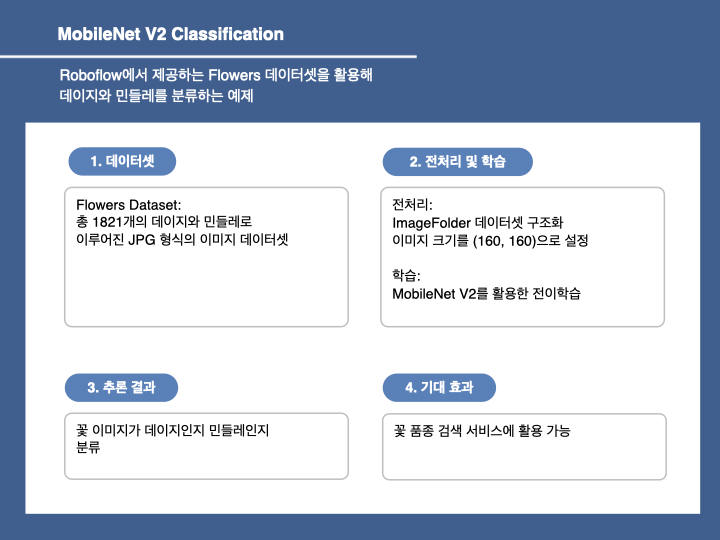 MobileNet V2 Classification
Roboflow에서 제공하는 Flowers 데이터셋을 활용해
데이지와 민들레를 분류하는 예제
1. 데이터셋
Flowers Dataset:
총 1821개의 데이지와 민들레로
이루어진 JPG 형식의 이미지 데이터셋
2. 전처리 및 학습
전처리:
ImageFolder 데이터셋 구조화
이미지 크기를 (160, 160)으로 설정
학습:
MobileNet V2를 활용한 전이학습
3. 추론 결과
꽃 이미지가 데이지인지 민들레인지
분류
4. 기대 효과
꽃 품종 검색 서비스에 활용 가능